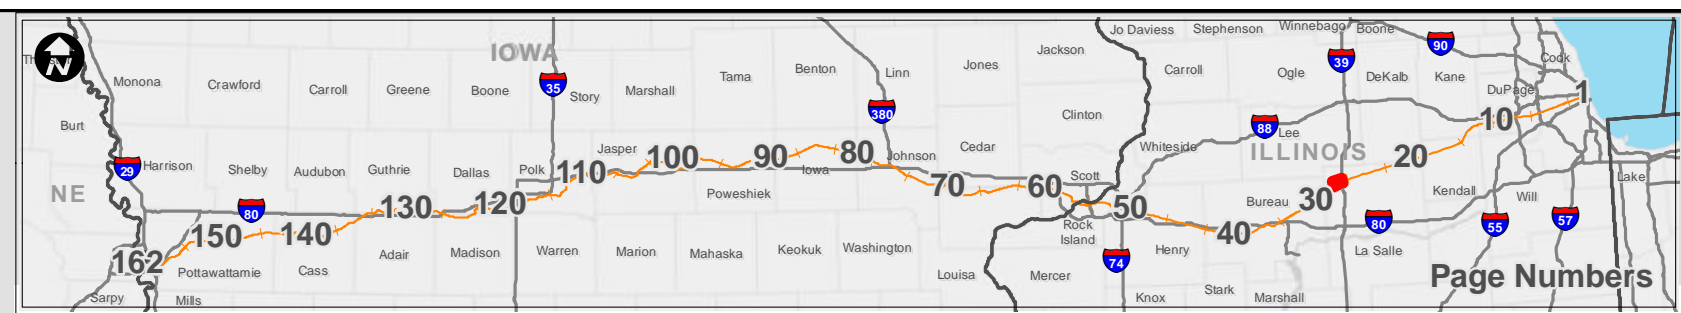 N
IOWA
ILLINOIS
NE
Monona
Crawford
Carroll
Greene
Boone
Story
Marshall
Tama
Benton
Linn
Jones
Jackson
Jo Daviess
Stephenson
Winnebago
Boone
Carroll
Ogle
DeKalb
Kane
Cook
DuPage
Burt
Harrison
Shelby
Audubon
Guthrie
Dallas
Polk
Jasper
Poweshiek
Iowa
Johnson
Cedar
Clinton
Scott
Whiteside
Lee
Bureau
Kendall
Will
Lake
La Salle
Rock
Island
Henry
Mercer
Knox
Stark
Marshall
Louisa
Washington
Keokuk
Mahaska
Marion
Warren
Madison
Adair
Cass
Pottawattamie
Mills
Sarpy
29
80
35
380
88
39
90
74
80
55
57
162
150
140
130
120
110
100
90
80
70
60
50
40
30
20
10
1
Page Numbers